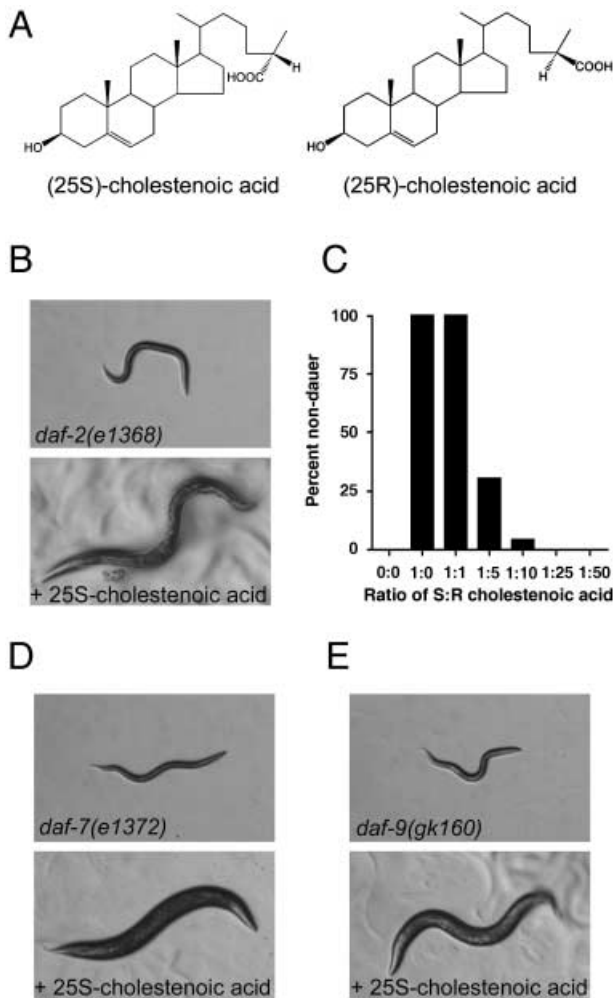 A
HOOC
H
HO
(25S)-cholestenoic acid
H
COOH
HO
(25R)-cholestenoic acid
B
daf-2(e1368)
+ 25S-cholestenoic acid
C
Percent non-dauer
100
75
50
25
0
0:0 1:0 1:1 1:5 1:10 1:25 1:50
Ratio of S:R cholestenoic acid
D
daf-7(e1372)
+ 25S-cholestenoic acid
E
daf-9(gk160)
+ 25S-cholestenoic acid